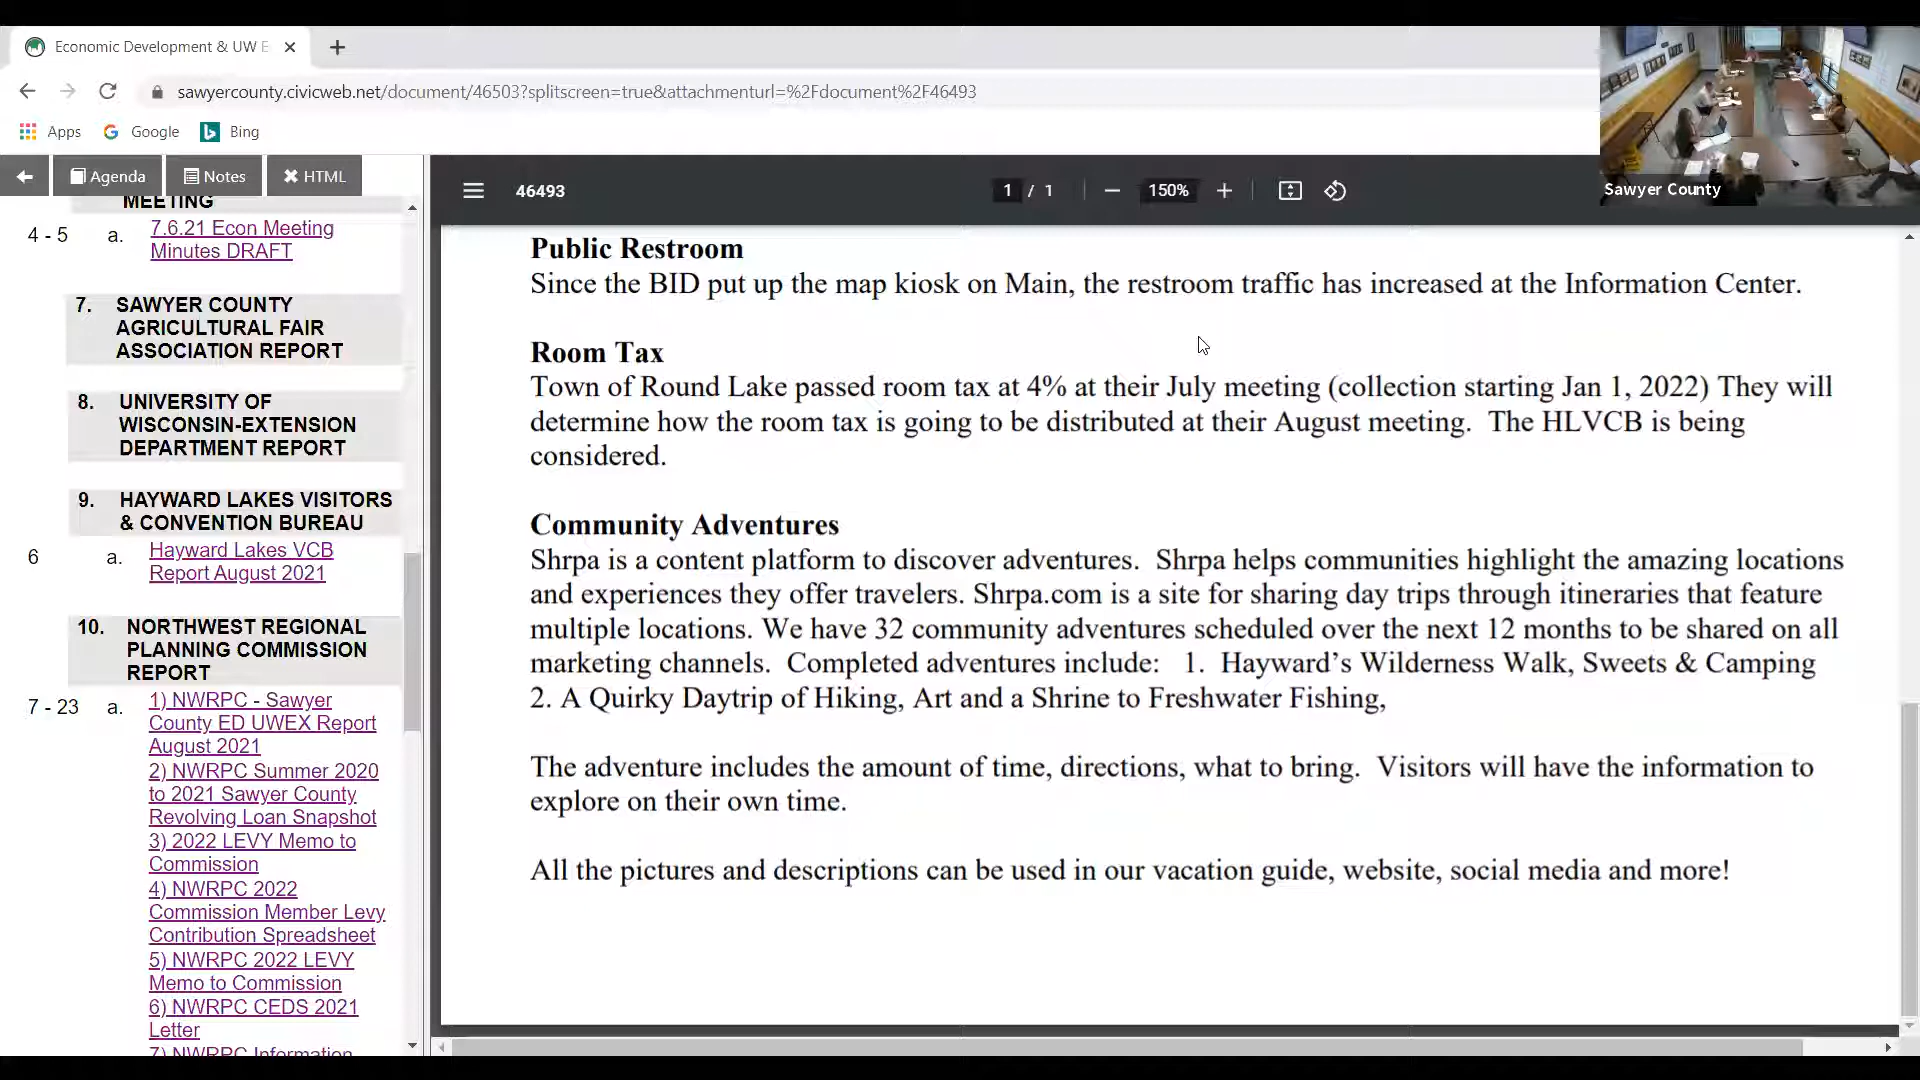 Economic Development & UW E
sawyercounty.civicweb.net/document/46503?splitscreen=true&attachmenturl=%2Fdocument%2F46493
Apps
Google
Bing
Sawyer County
Agenda
Notes
HTML
46493
1 / 1
150%
MEETING
4 - 5 a. 7.6.21 Econ Meeting
Minutes DRAFT
7. SAWYER COUNTY
AGRICULTURAL FAIR
ASSOCIATION REPORT
8. UNIVERSITY OF
WISCONSIN-EXTENSION
DEPARTMENT REPORT
9. HAYWARD LAKES VISITORS
& CONVENTION BUREAU
6 a. Hayward Lakes VCB
Report August 2021
10. NORTHWEST REGIONAL
PLANNING COMMISSION
REPORT
7 - 23 a. 1) NWRPC - Sawyer
County ED UWEX Report
August 2021
2) NWRPC Summer 2020
to 2021 Sawyer County
Revolving Loan Snapshot
3) 2022 LEVY Memo to
Commission
4) NWRPC 2022
Commission Member Levy
Contribution Spreadsheet
5) NWRPC 2022 LEVY
Memo to Commission
6) NWRPC CEDS 2021
Letter
7) NWRPC Information
Public Restroom
Since the BID put up the map kiosk on Main, the restroom traffic has increased at the Information Center.
Room Tax
Town of Round Lake passed room tax at 4% at their July meeting (collection starting Jan 1, 2022) They will
determine how the room tax is going to be distributed at their August meeting. The HLVCB is being
considered.
Community Adventures
Shrpa is a content platform to discover adventures. Shrpa helps communities highlight the amazing locations
and experiences they offer travelers. Shrpa.com is a site for sharing day trips through itineraries that feature
multiple locations. We have 32 community adventures scheduled over the next 12 months to be shared on all
marketing channels. Completed adventures include: 1. Hayward's Wilderness Walk, Sweets & Camping
2. A Quirky Daytrip of Hiking, Art and a Shrine to Freshwater Fishing,
The adventure includes the amount of time, directions, what to bring. Visitors will have the information to
explore on their own time.
All the pictures and descriptions can be used in our vacation guide, website, social media and more!